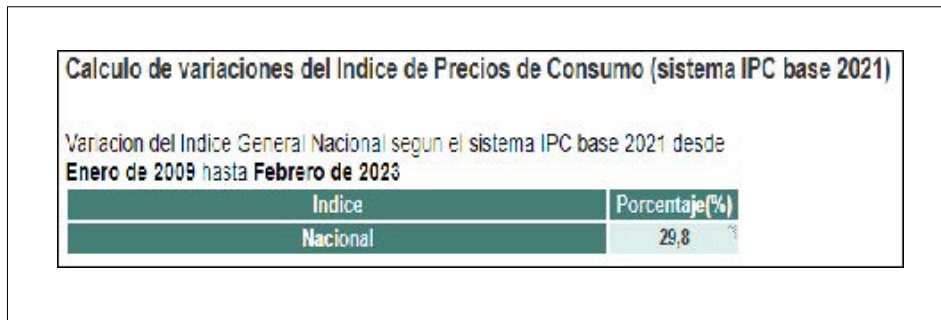 Calculo de variaciones del Indice de Precios de Consumo (sistema IPC base 2021)
Variacion del Indice General Nacional segun el sistema IPC base 2021 desde
Enero de 2009 hasta Febrero de 2023
Indice Porcentaje(%)
Nacional 29,8